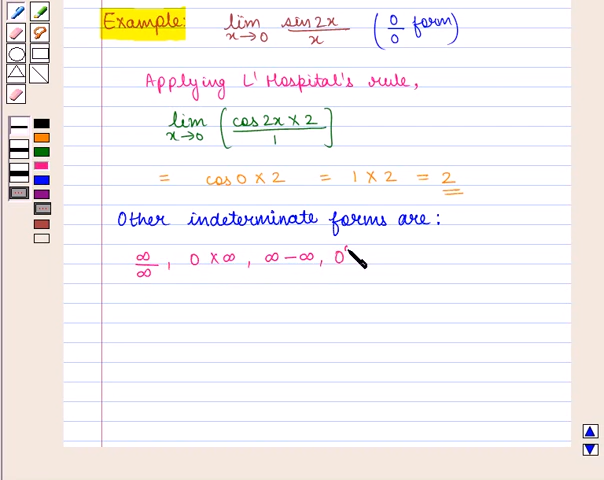 Example: lim x→0 sin2x/x (0/0 form)
Applying L' Hospital's rule,
lim x→0 [cos 2x × 2 / 1]
= cos 0 × 2 = 1 × 2 = 2
Other indeterminate forms are:
∞/∞, 0 × ∞, ∞ − ∞, 0